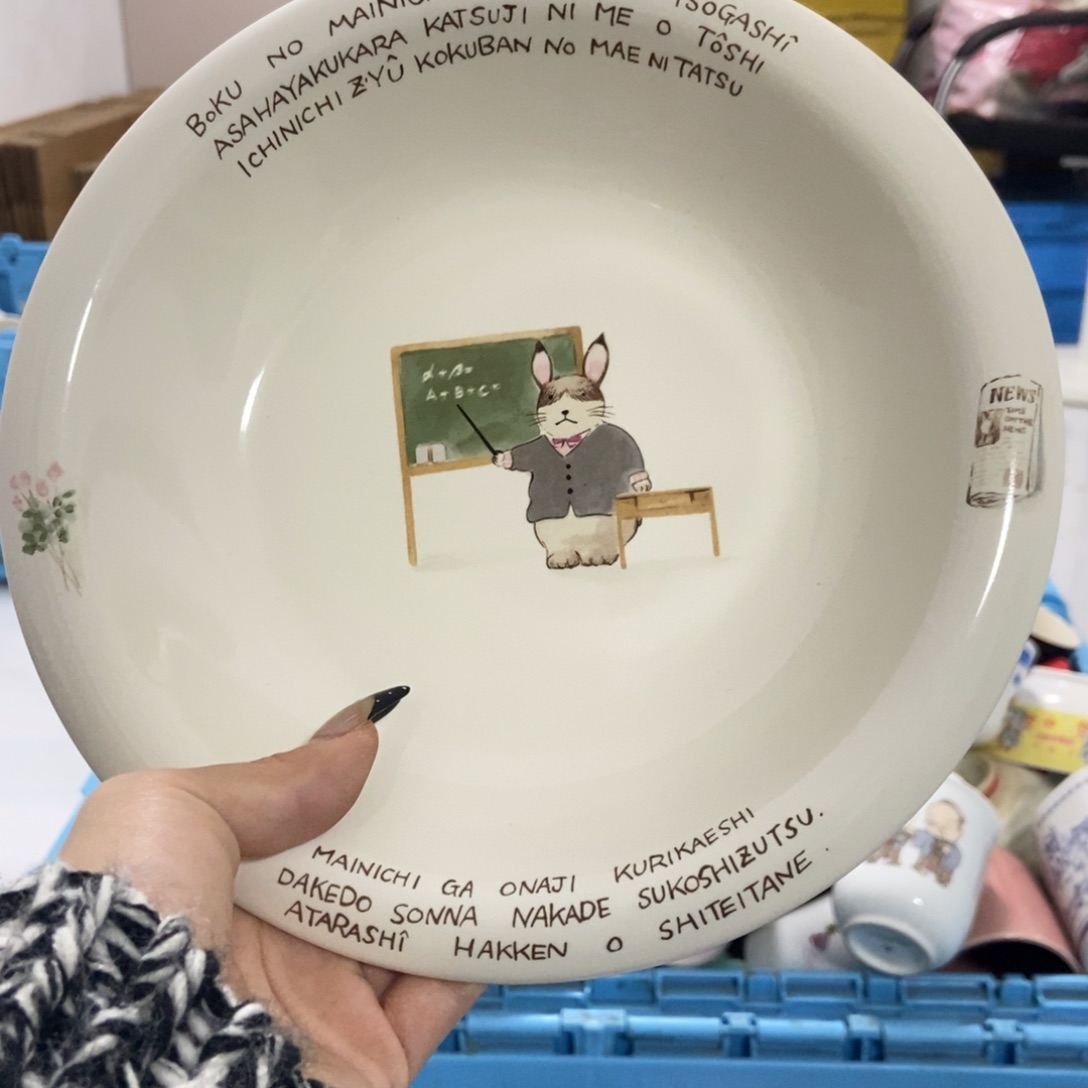 BOKU NO
ASAHAYAKUKARA KATSUJI NI ME O TÔSHI
ICHINICHI ZYÛ KOKUBAN NO MAE NI TATSU
A+B+C=
NEWS
MAINICHI GA ONAJI KURIKAESHI
DAKEDO SONNA NAKADE SUKOSHIZUTSU.
ATARASHÎ HAKKEN O SHITEITANE.